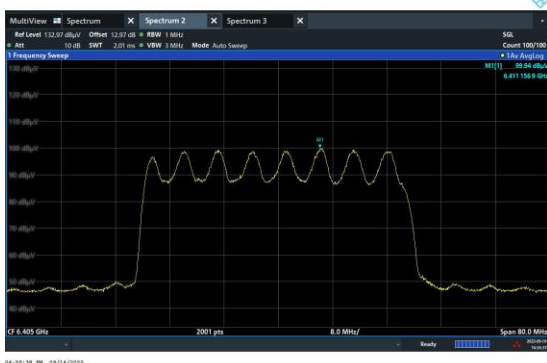 MultiView Spectrum X Spectrum 2 X Spectrum 3 X
Ref Level 132.97 dBµV Offset 12.97 dB RBW 1 MHz SGL
Att 10 dB SWT 2.01 ms VBW 3 MHz Mode Auto Sweep Count 100/100
1 Frequency Sweep 1Av AvgLog
M1[1] 99.94 dBµV
6.411 156 9 GHz
130 dBµV
120 dBµV
110 dBµV
M1
100 dBµV
90 dBµV
80 dBµV
70 dBµV
60 dBµV
50 dBµV
40 dBµV
CF 6.405 GHz 2001 pts 8.0 MHz/ Span 80.0 MHz
Ready